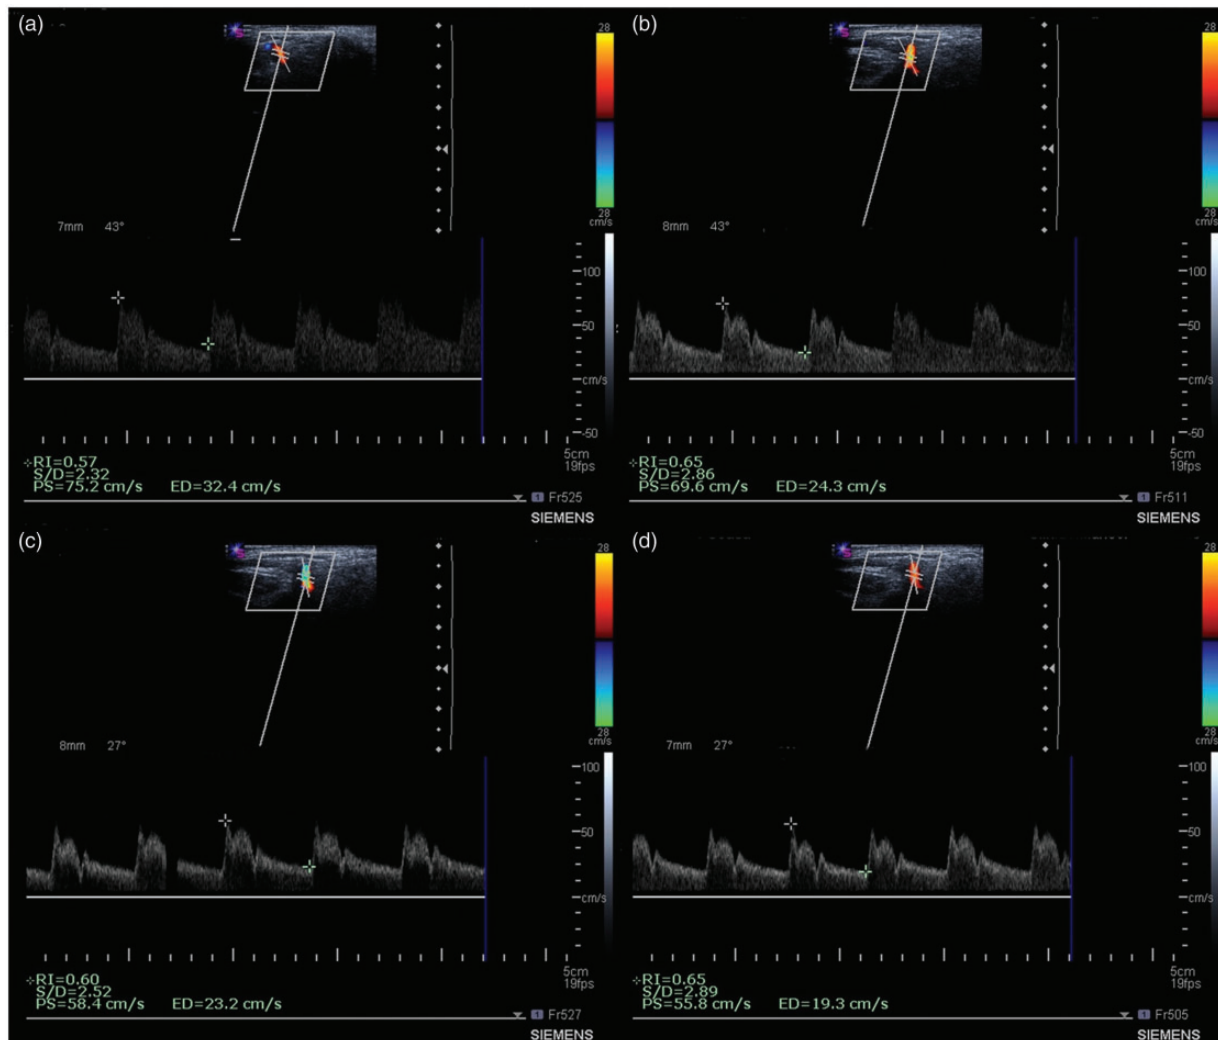 (a)
28
28
cm/s
7mm 43°
100
50
cm/s
-50
5cm
19fps
RI=0.57
S/D=2.32
PS=75.2 cm/s ED=32.4 cm/s
1 Fr525
SIEMENS
(b)
28
28
cm/s
8mm 43°
100
50
cm/s
-50
5cm
19fps
RI=0.65
S/D=2.86
PS=69.6 cm/s ED=24.3 cm/s
1 Fr511
SIEMENS
(c)
28
28
cm/s
8mm 27°
100
50
cm/s
5cm
19fps
RI=0.60
S/D=2.52
PS=58.4 cm/s ED=23.2 cm/s
1 Fr527
SIEMENS
(d)
28
28
cm/s
7mm 27°
100
50
cm/s
5cm
19fps
RI=0.65
S/D=2.89
PS=55.8 cm/s ED=19.3 cm/s
1 Fr505
SIEMENS